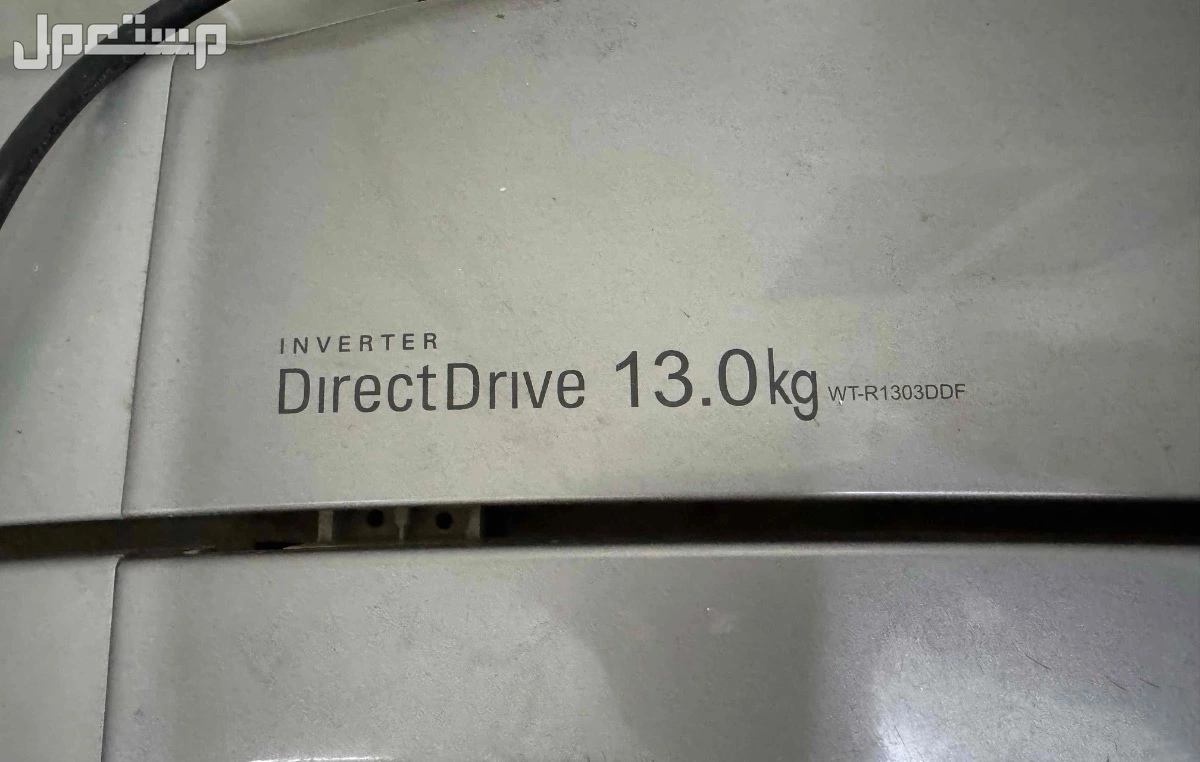 مستعمل
INVERTER
DirectDrive 13.0kg WT-R1303DDF